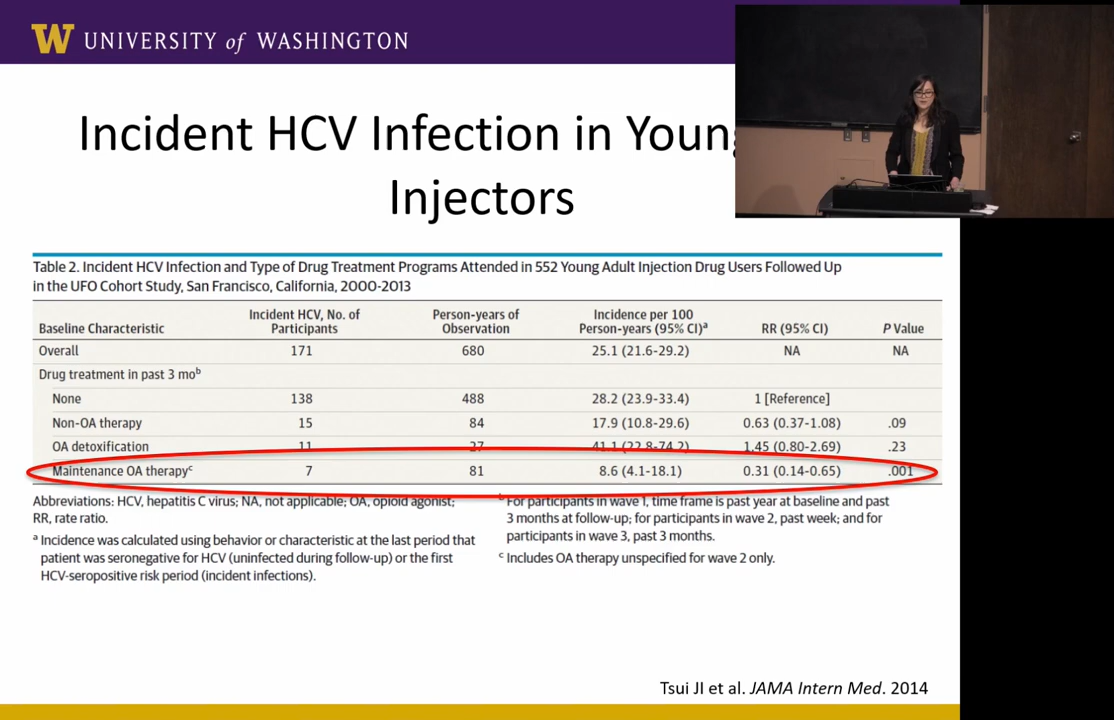 W UNIVERSITY of WASHINGTON
Incident HCV Infection in Young
Injectors
Table 2. Incident HCV Infection and Type of Drug Treatment Programs Attended in 552 Young Adult Injection Drug Users Followed Up
in the UFO Cohort Study, San Francisco, California, 2000-2013
Baseline Characteristic Incident HCV, No. of Participants Person-years of Observation Incidence per 100 Person-years (95% CI)a RR (95% CI) P Value
Overall 171 680 25.1 (21.6-29.2) NA NA
Drug treatment in past 3 mob
None 138 488 28.2 (23.9-33.4) 1 [Reference]
Non-OA therapy 15 84 17.9 (10.8-29.6) 0.63 (0.37-1.08) .09
OA detoxification 11 27 41.1 (22.8-74.2) 1.45 (0.80-2.69) .23
Maintenance OA therapyc 7 81 8.6 (4.1-18.1) 0.31 (0.14-0.65) .001
Abbreviations: HCV, hepatitis C virus; NA, not applicable; OA, opioid agonist;
RR, rate ratio.
a Incidence was calculated using behavior or characteristic at the last period that
patient was seronegative for HCV (uninfected during follow-up) or the first
HCV-seropositive risk period (incident infections).
b For participants in wave 1, time frame is past year at baseline and past
3 months at follow-up; for participants in wave 2, past week; and for
participants in wave 3, past 3 months.
c Includes OA therapy unspecified for wave 2 only.
Tsui JI et al. JAMA Intern Med. 2014